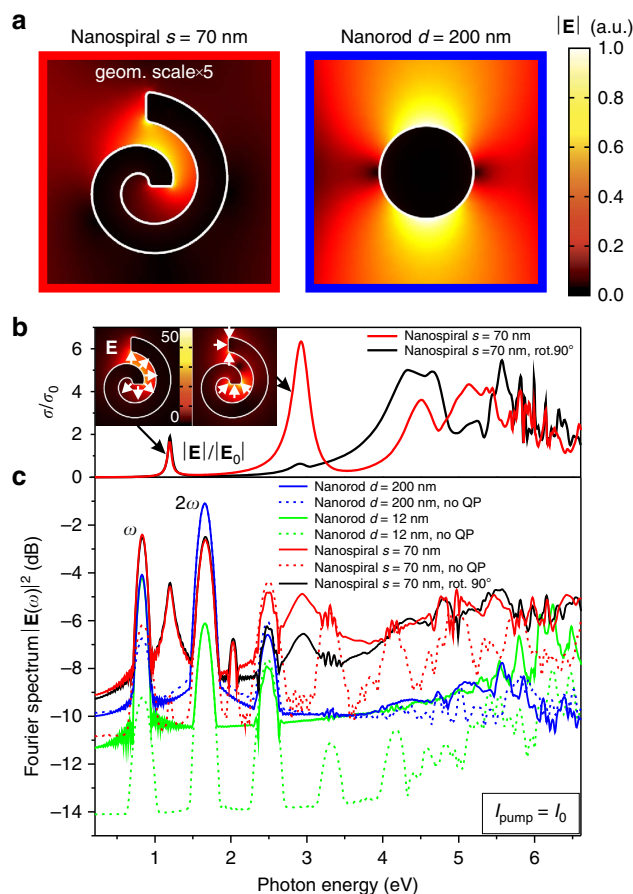 a
Nanospiral s = 70 nm
Nanorod d = 200 nm
|E| (a.u.)
geom. scale×5
1.0
0.8
0.6
0.4
0.2
0.0
b
6
4
2
0
σ/σ0
E
50
0
|E|/|E0|
Nanospiral s = 70 nm
Nanospiral s =70 nm, rot.90°
c
Nanorod d = 200 nm
Nanorod d = 200 nm, no QP
Nanorod d = 12 nm
Nanorod d = 12 nm, no QP
Nanospiral s = 70 nm
Nanospiral s = 70 nm, no QP
Nanospiral s = 70 nm, rot. 90°
ω
2ω
−2
−4
−6
−8
−10
−12
−14
Fourier spectrum |E(ω)|² (dB)
Ipump = I0
1 2 3 4 5 6
Photon energy (eV)